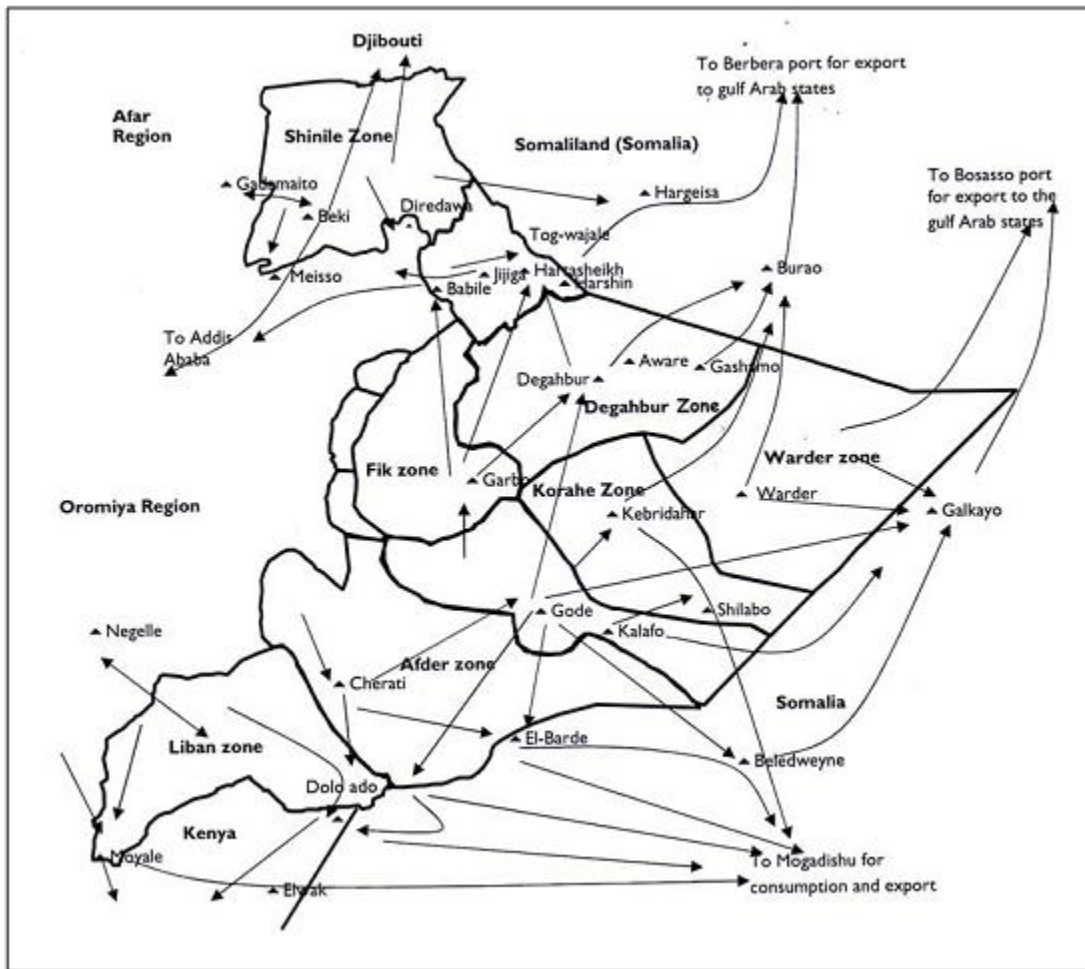 Djibouti
To Berbera port for export
to gulf Arab states
Afar
Region
Shinile Zone
Somaliland (Somalia)
To Bosasso port
for export to the
gulf Arab states
Gadamaito
Hargeisa
Beki
Diredawa
Tog-wajale
Meisso
Jijiga
Hartasheikh
Burao
Babile
Harshin
To Addis
Ababa
Aware
Gashamo
Degahbur
Degahbur Zone
Fik zone
Warder zone
Garbo
Korahe Zone
Warder
Oromiya Region
Kebridahar
Galkayo
Gode
Shilabo
Negelle
Kalafo
Afder zone
Cherati
Somalia
Liban zone
El-Barde
Beledweyne
Dolo ado
Kenya
Moyale
To Mogadishu for
consumption and export
Elwak